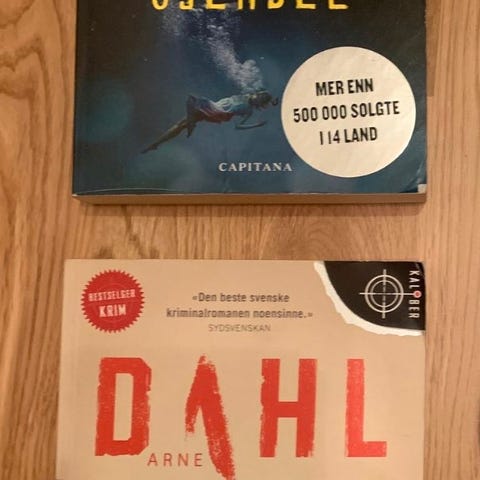 MER ENN
500 000 SOLGTE
I 14 LAND
CAPITANA
BESTSELGER
KRIM
«Den beste svenske
kriminalromanen noensinne.»
SYDSVENSKAN
KALIBER
DAHL
ARNE